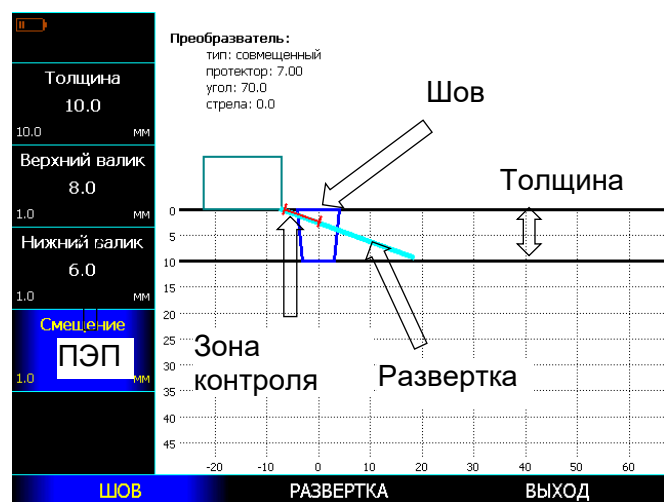 Преобразватель:
тип: совмещенный
протектор: 7.00
угол: 70.0
стрела: 0.0
Толщина
10.0
10.0 мм
Верхний валик
8.0
1.0 мм
Нижний валик
6.0
1.0 мм
Смещение
ПЭП
1.0 мм
Шов
Толщина
Зона
контроля
Развертка
0
5
10
15
20
25
30
35
40
45
-20 -10 0 10 20 30 40 50 60
ШОВ РАЗВЕРТКА ВЫХОД